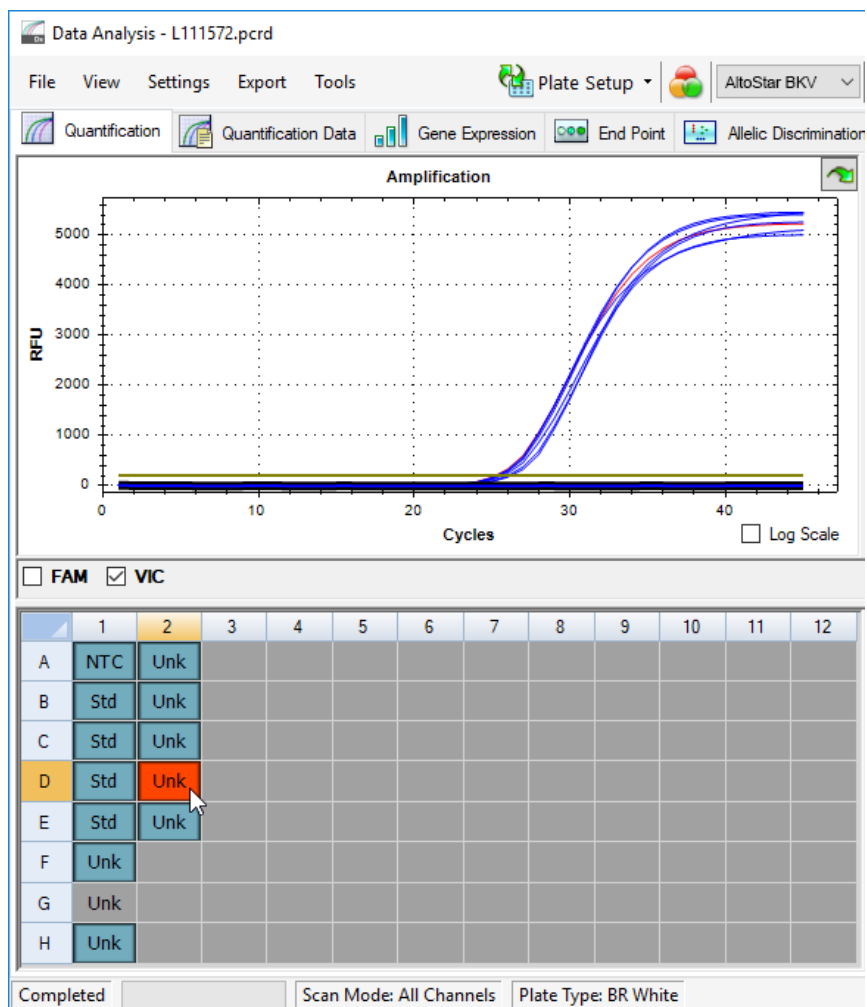 Data Analysis - L111572.pcrd
File View Settings Export Tools Plate Setup AltoStar BKV
Quantification Quantification Data Gene Expression End Point Allelic Discrimination
Amplification
RFU
5000
4000
3000
2000
1000
0
0 10 20 30 40
Cycles
Log Scale
FAM VIC
1 2 3 4 5 6 7 8 9 10 11 12
A NTC Unk
B Std Unk
C Std Unk
D Std Unk
E Std Unk
F Unk
G Unk
H Unk
Completed Scan Mode: All Channels Plate Type: BR White